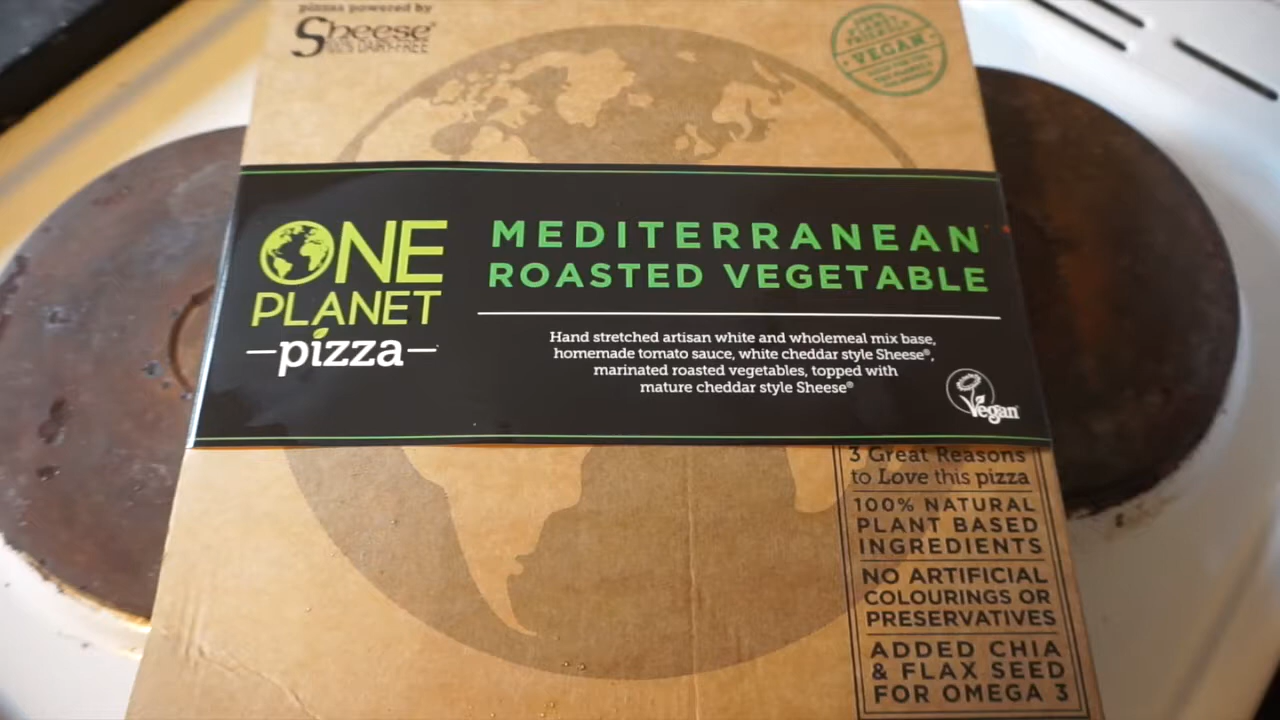 pizzas powered by
Sheese®
100% DAIRY-FREE
VEGAN
ONE
PLANET
pizza
MEDITERRANEAN
ROASTED VEGETABLE
Hand stretched artisan white and wholemeal mix base,
homemade tomato sauce, white cheddar style Sheese®,
marinated roasted vegetables, topped with
mature cheddar style Sheese®
Vegan
3 Great Reasons
to Love this pizza
100% NATURAL
PLANT BASED
INGREDIENTS
NO ARTIFICIAL
COLOURINGS OR
PRESERVATIVES
ADDED CHIA
& FLAX SEED
FOR OMEGA 3